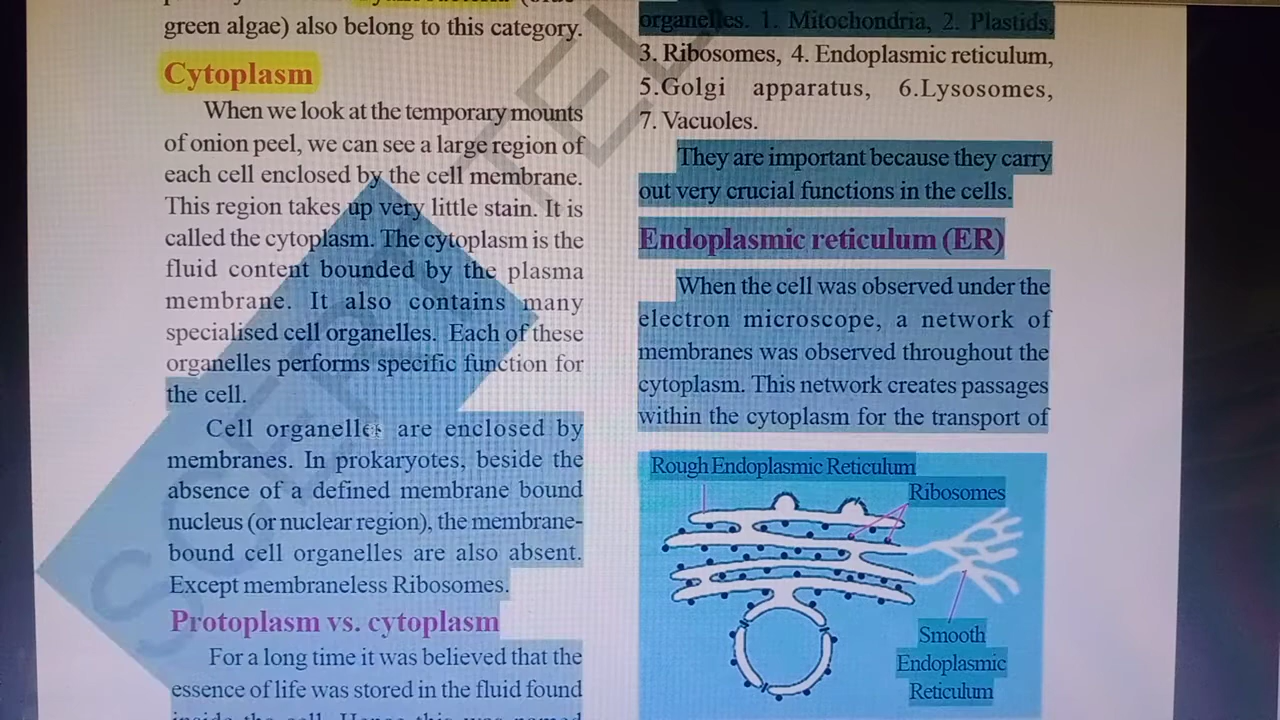 green algae) also belong to this category.
Cytoplasm
When we look at the temporary mounts
of onion peel, we can see a large region of
each cell enclosed by the cell membrane.
This region takes up very little stain. It is
called the cytoplasm. The cytoplasm is the
fluid content bounded by the plasma
membrane. It also contains many
specialised cell organelles. Each of these
organelles performs specific function for
the cell.
Cell organelles are enclosed by
membranes. In prokaryotes, beside the
absence of a defined membrane bound
nucleus (or nuclear region), the membrane-
bound cell organelles are also absent.
Except membraneless Ribosomes.
Protoplasm vs. cytoplasm
For a long time it was believed that the
essence of life was stored in the fluid found
inside the cell. Hence this was named
organelles. 1. Mitochondria, 2. Plastids,
3. Ribosomes, 4. Endoplasmic reticulum,
5.Golgi apparatus, 6.Lysosomes,
7. Vacuoles.
They are important because they carry
out very crucial functions in the cells.
Endoplasmic reticulum (ER)
When the cell was observed under the
electron microscope, a network of
membranes was observed throughout the
cytoplasm. This network creates passages
within the cytoplasm for the transport of
Rough Endoplasmic Reticulum
Ribosomes
Smooth
Endoplasmic
Reticulum